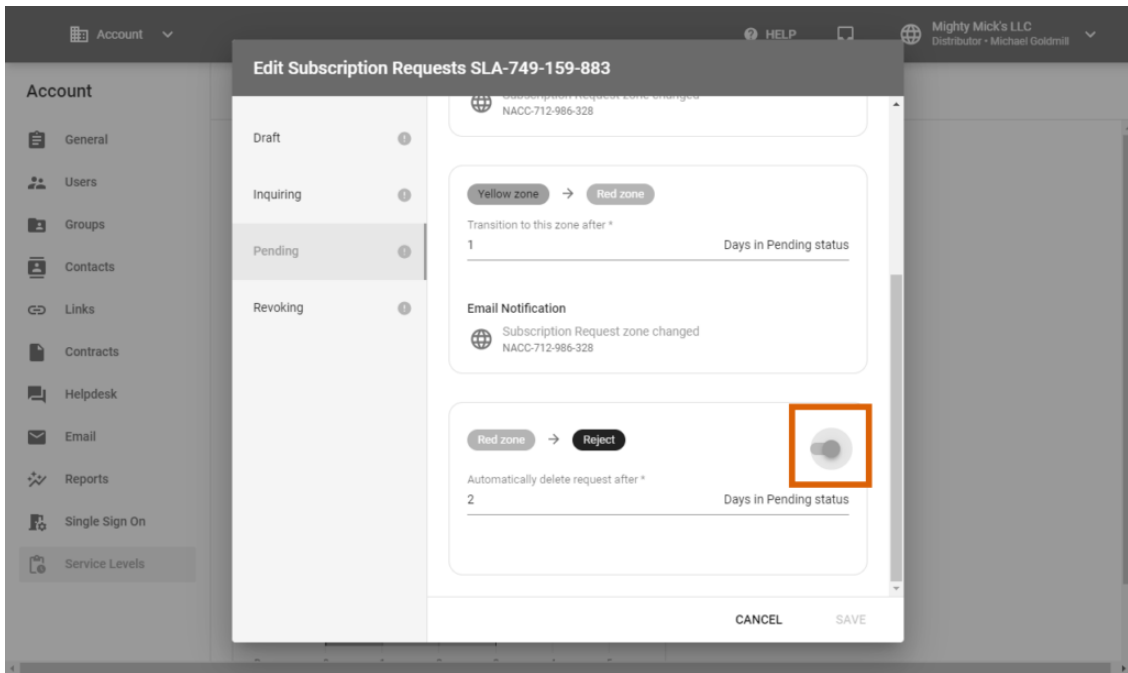 Account
HELP
Mighty Mick's LLC
Distributor • Michael Goldmill
Edit Subscription Requests SLA-749-159-883
Account
General
Users
Groups
Contacts
Links
Contracts
Helpdesk
Email
Reports
Single Sign On
Service Levels
Draft
Inquiring
Pending
Revoking
Subscription Request zone changed
NACC-712-986-328
Yellow zone → Red zone
Transition to this zone after *
1 Days in Pending status
Email Notification
Subscription Request zone changed
NACC-712-986-328
Red zone → Reject
Automatically delete request after *
2 Days in Pending status
CANCEL SAVE